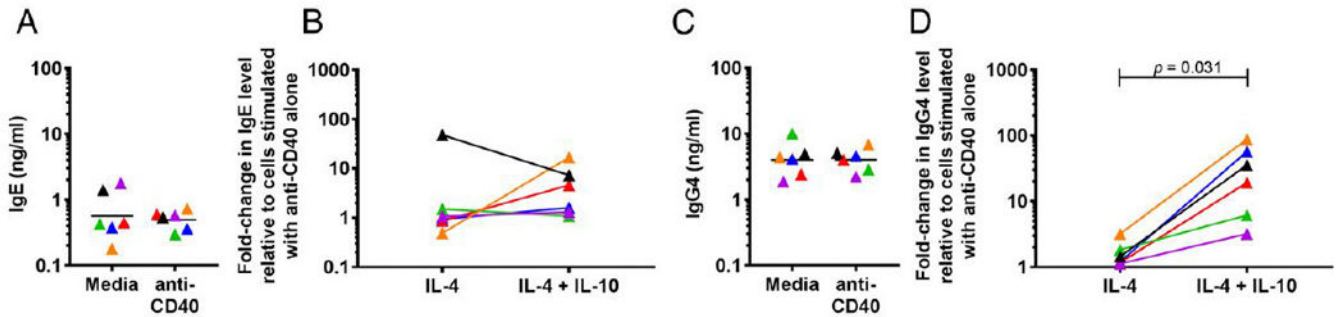 A
IgE (ng/ml)
100
10
1
0.1
Media
anti-
CD40
B
Fold-change in IgE level
relative to cells stimulated
with anti-CD40 alone
1000
100
10
1
0.1
IL-4
IL-4 + IL-10
C
IgG4 (ng/ml)
100
10
1
0.1
Media
anti-
CD40
D
Fold-change in IgG4 level
relative to cells stimulated
with anti-CD40 alone
1000
100
10
1
p = 0.031
IL-4
IL-4 + IL-10